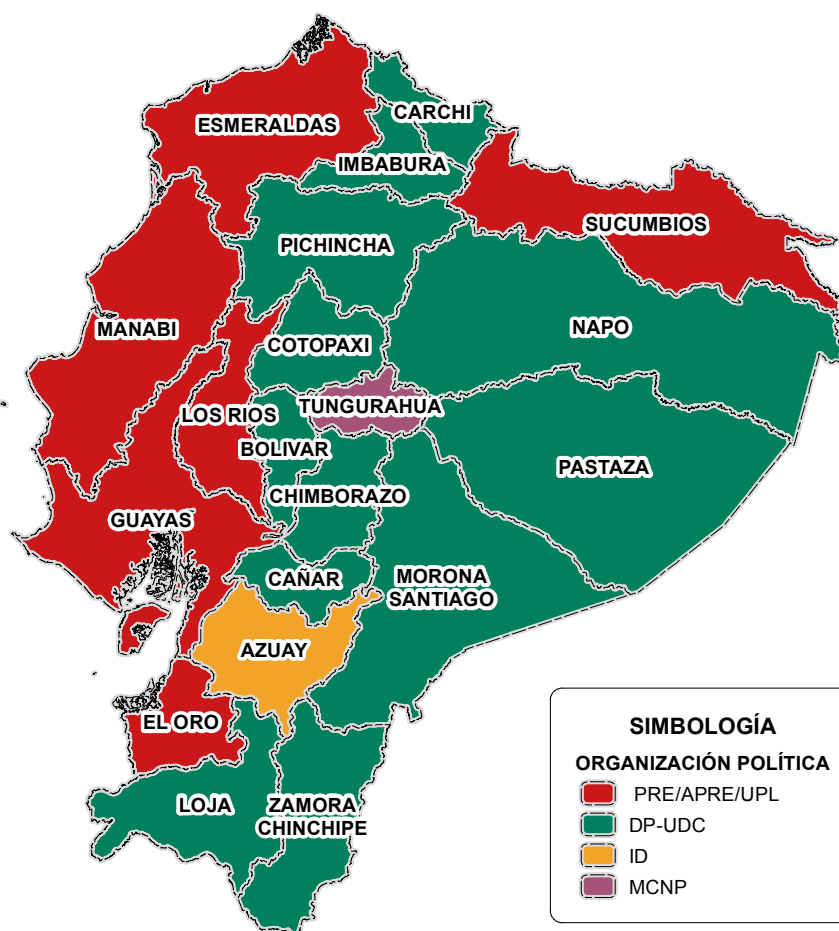 CARCHI
ESMERALDAS
IMBABURA
SUCUMBIOS
PICHINCHA
MANABI
NAPO
COTOPAXI
TUNGURAHUA
LOS RIOS
BOLIVAR
PASTAZA
CHIMBORAZO
GUAYAS
CAÑAR
MORONA
SANTIAGO
AZUAY
EL ORO
LOJA
ZAMORA
CHINCHIPE
SIMBOLOGÍA
ORGANIZACIÓN POLÍTICA
PRE/APRE/UPL
DP-UDC
ID
MCNP